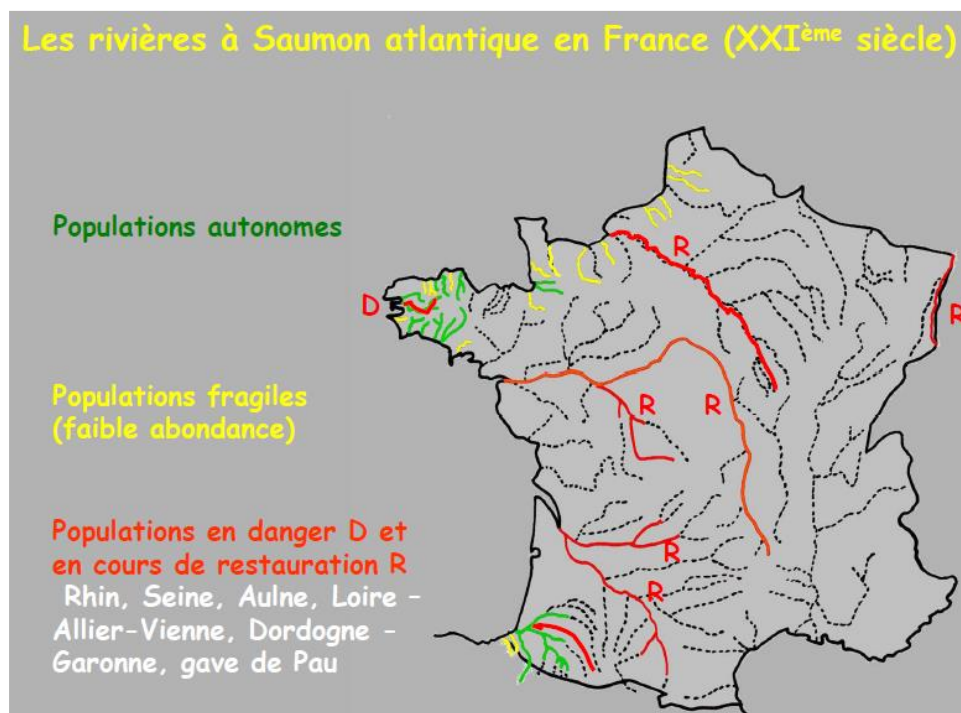 Les rivières à Saumon atlantique en France (XXIème siècle)
Populations autonomes
Populations fragiles
(faible abondance)
Populations en danger D et
en cours de restauration R
Rhin, Seine, Aulne, Loire -
Allier-Vienne, Dordogne -
Garonne, gave de Pau
R
D
R
R
R
R
R